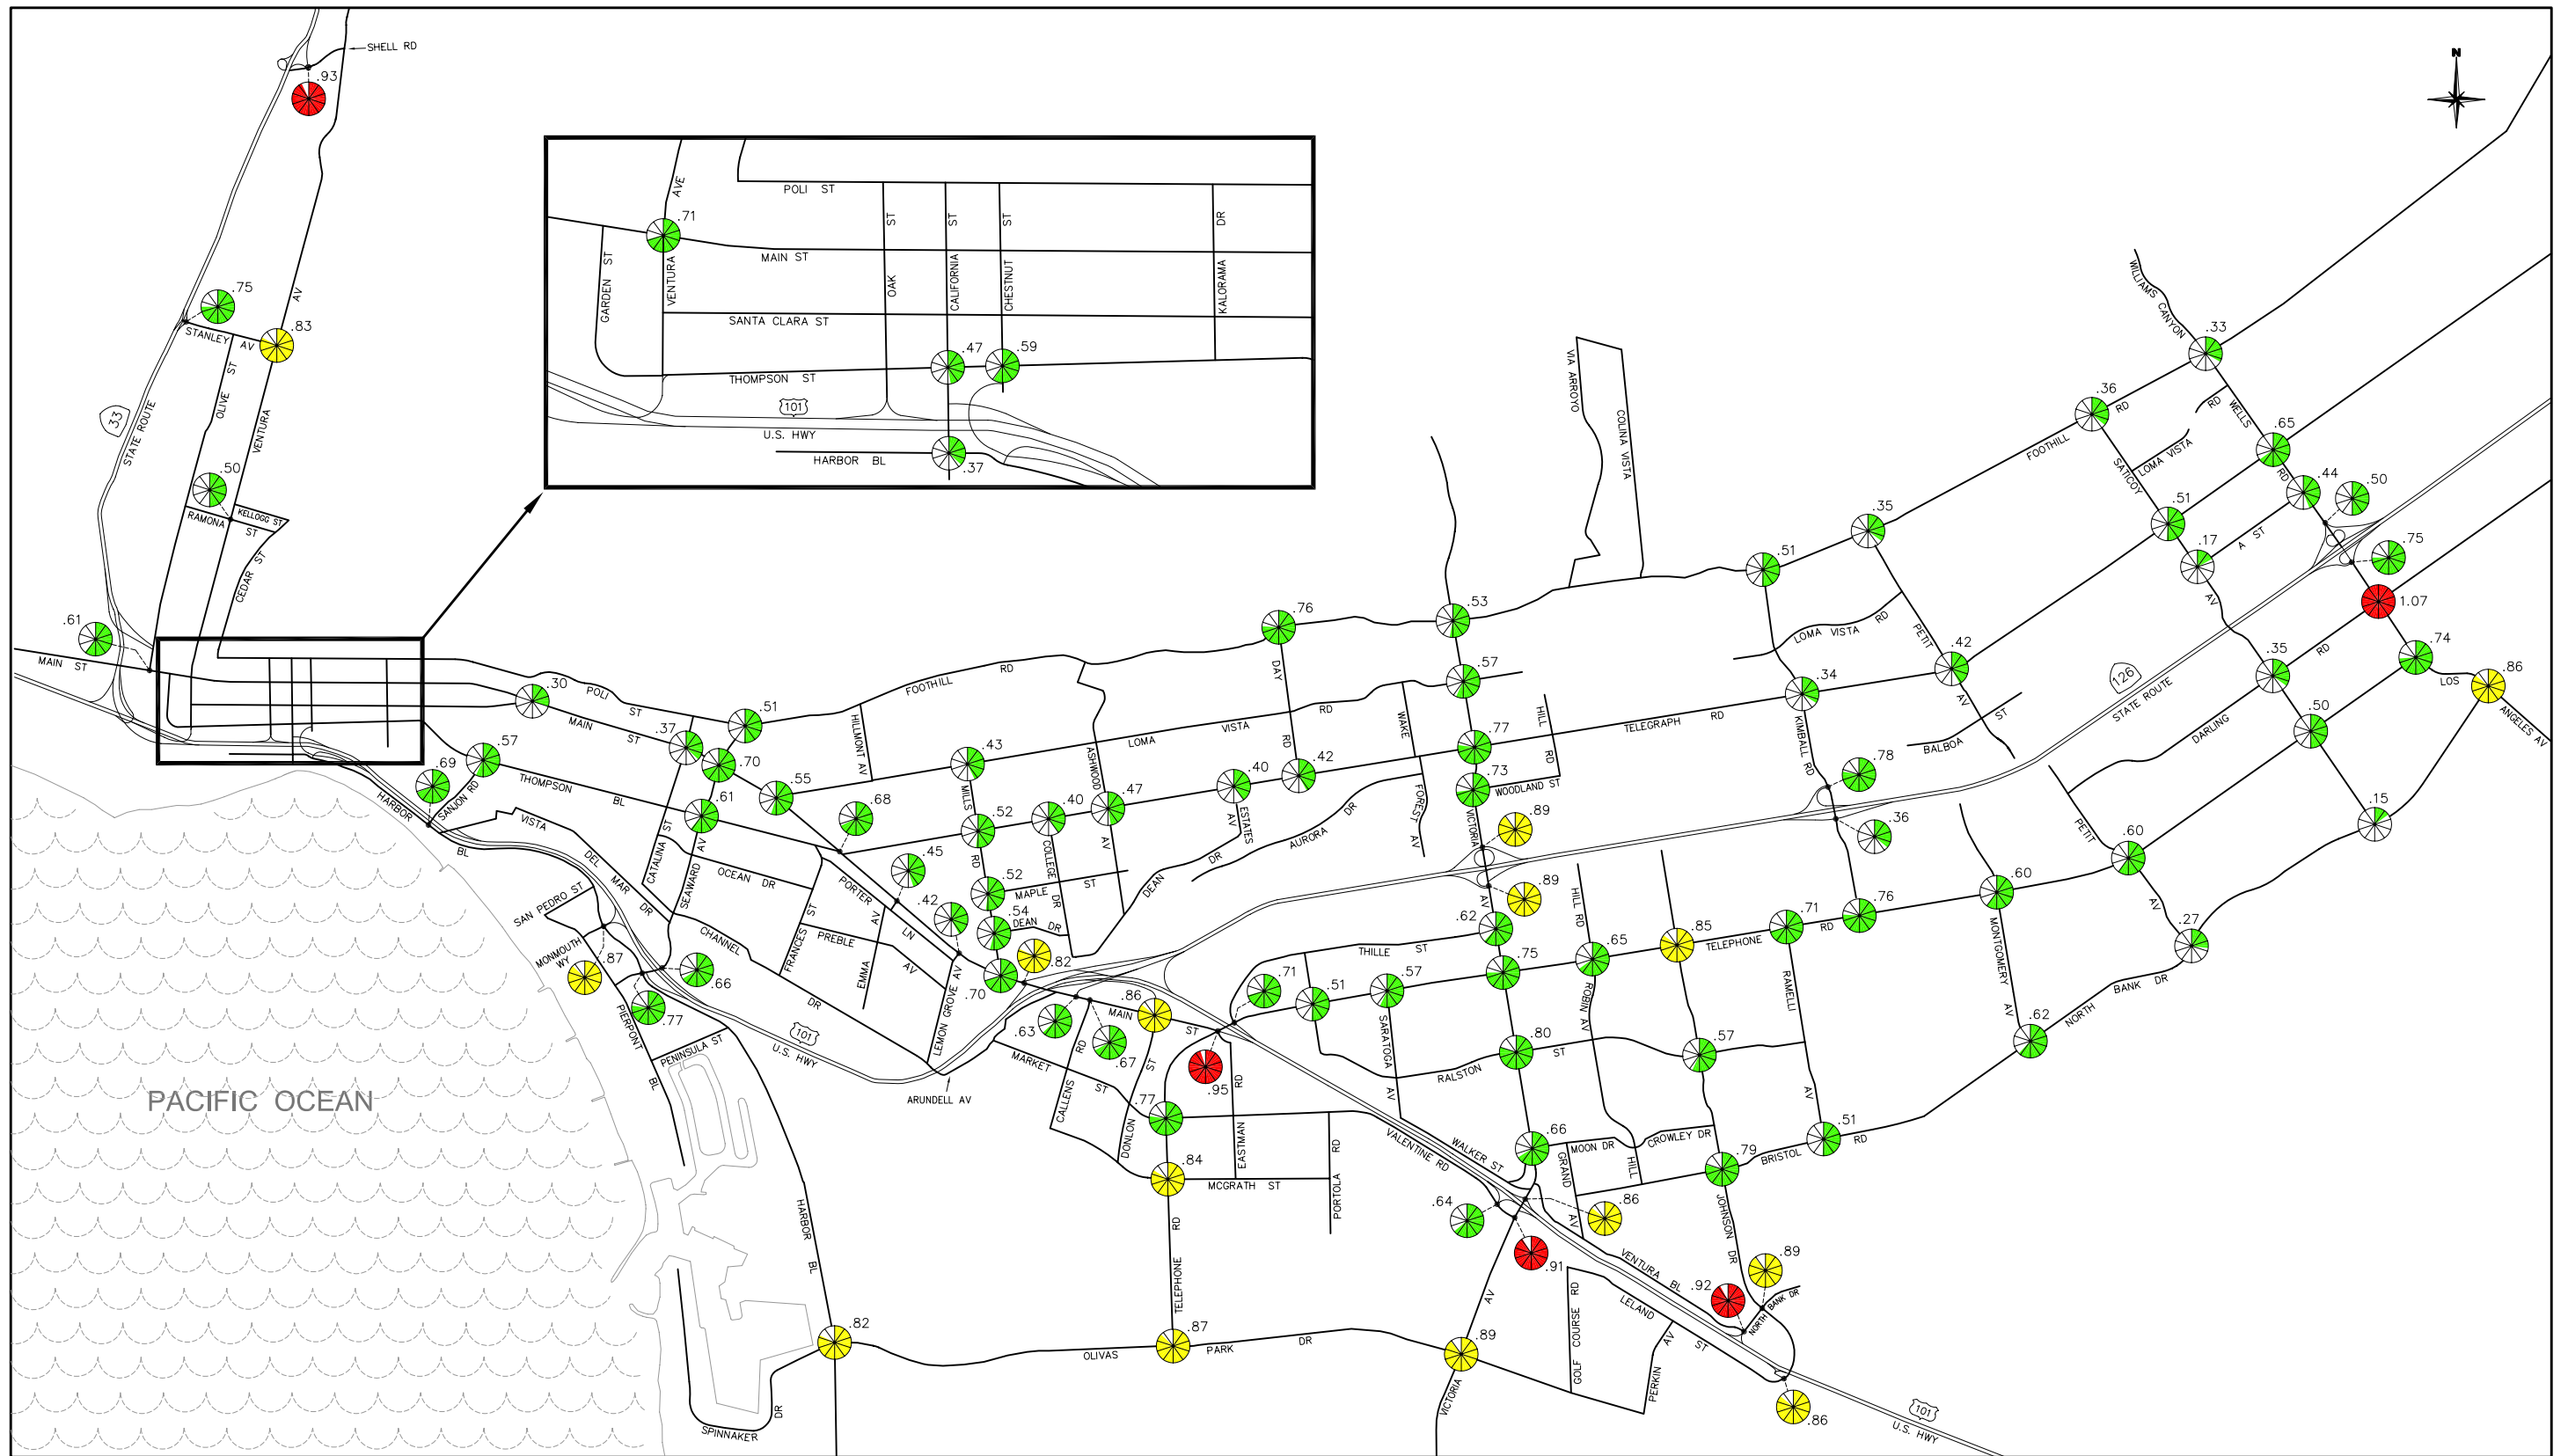 SHELL RD
.93
N
POLI ST
AVE
.71
MAIN ST
GARDEN ST
VENTURA
OAK ST
CALIFORNIA ST
CHESTNUT ST
KALORAMA DR
SANTA CLARA ST
.47
.59
THOMPSON ST
101
U.S. HWY
HARBOR BL
.37
.75
STANLEY AV
.83
AV
OLIVE ST
VENTURA
33
STATE ROUTE
.50
RAMONA ST
KELLOGG ST
CEDAR ST
.61
MAIN ST
WILLIAMS CANYON
.33
.36
RD
FOOTHILL
RD
WELLS
.65
LOMA VISTA
SATICOY
RD
.44
.50
.51
.17
A ST
.75
AV
1.07
.74
.86
LOS
ANGELES AV
VIA ARROYO
COLINA VISTA
.35
.51
.53
.76
LOMA VISTA RD
PETIT
.42
AV
.34
126
STATE ROUTE
.35
RD
.50
DARLING
BALBOA ST
.15
POLI ST
.30
MAIN ST
.37
.51
.70
FOOTHILL RD
HILLMONT AV
.43
LOMA VISTA RD
DAY
RD
ASHWOOD
WAKE
FOREST AV
.57
HILL RD
.77
TELEGRAPH RD
KIMBALL RD
.78
.36
.57
.69
THOMPSON BL
SANJON RD
HARBOR
BL
.55
.61
.68
MILLS
RD
.52
.40
.47
.40
.42
ESTATES AV
AURORA DR
.73
WOODLAND ST
VICTORIA
.89
.89
AV
.62
VISTA
DEL
MAR
DR
CATALINA ST
SEAWARD AV
OCEAN DR
PORTER
LN
.45
.42
.52
MAPLE ST
COLLEGE DR
AV
DEAN DR
.54
DEAN DR
PETIT
AV
.60
.60
.27
SAN PEDRO ST
MONMOUTH WY
.87
CHANNEL
DR
FRANCES ST
PREBLE AV
EMMA AV
LEMON GROVE AV
.70
.82
.66
.77
PIERPONT
BL
PENINSULA ST
101
U.S. HWY
ARUNDELL AV
.63
.67
MAIN ST
.86
MARKET ST
CALLENS RD
DONLON ST
.95
.71
THILLE ST
.51
.57
.75
HILL RD
.65
ROBIN AV
.85
TELEPHONE RD
.71
.76
MONTGOMERY AV
.62
NORTH BANK DR
RAMELLI AV
SARATOGA AV
RALSTON ST
.80
.57
.51
BRISTOL RD
.79
CROWLEY DR
MOON DR
.66
GRAND AV
HILL
WALKER ST
VALENTINE RD
.77
.84
EASTMAN RD
MCGRATH ST
PORTOLA RD
PACIFIC OCEAN
HARBOR BL
TELEPHONE RD
.64
.86
.91
VENTURA BL
JOHNSON DR
.89
.92
NORTH BANK DR
LELAND ST
GOLF COURSE RD
PERKIN AV
.86
.82
OLIVAS PARK DR
.87
.89
AV
VICTORIA
SPINNAKER DR
101
U.S. HWY